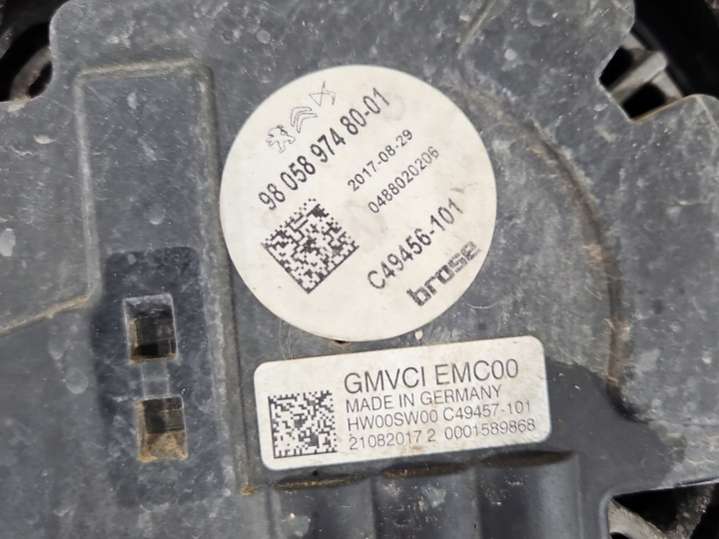 98 058 974 80-01
2017-08-29
0488020206
C49456-101
brose
GMVCI EMC00
MADE IN GERMANY
HW00SW00 C49457-101
21082017 2 0001589868